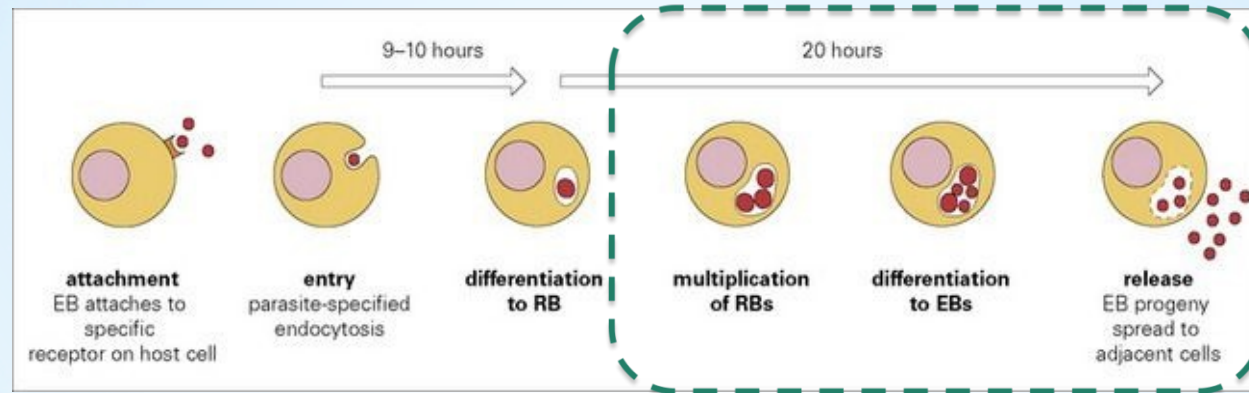 9–10 hours
20 hours
attachment
EB attaches to
specific
receptor on host cell
entry
parasite-specified
endocytosis
differentiation
to RB
multiplication
of RBs
differentiation
to EBs
release
EB progeny
spread to
adjacent cells